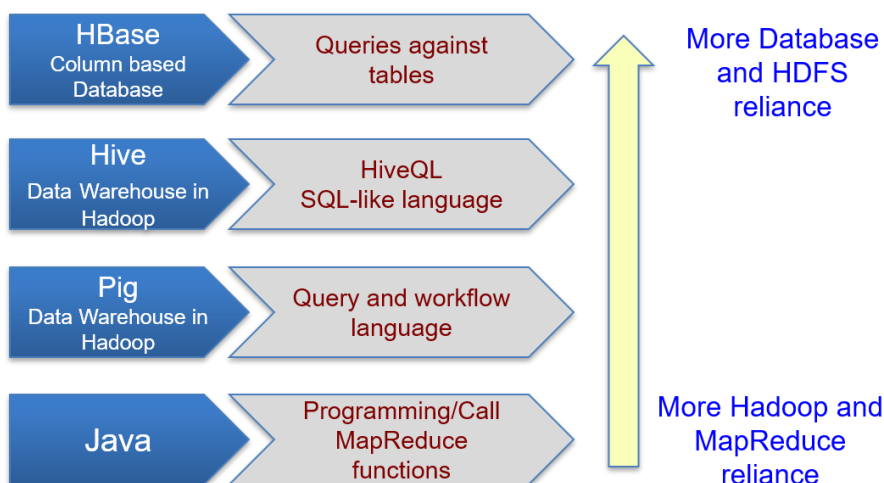 HBase
Column based
Database
Queries against
tables
More Database
and HDFS
reliance
Hive
Data Warehouse in
Hadoop
HiveQL
SQL-like language
Pig
Data Warehouse in
Hadoop
Query and workflow
language
Java
Programming/Call
MapReduce
functions
More Hadoop and
MapReduce
reliance